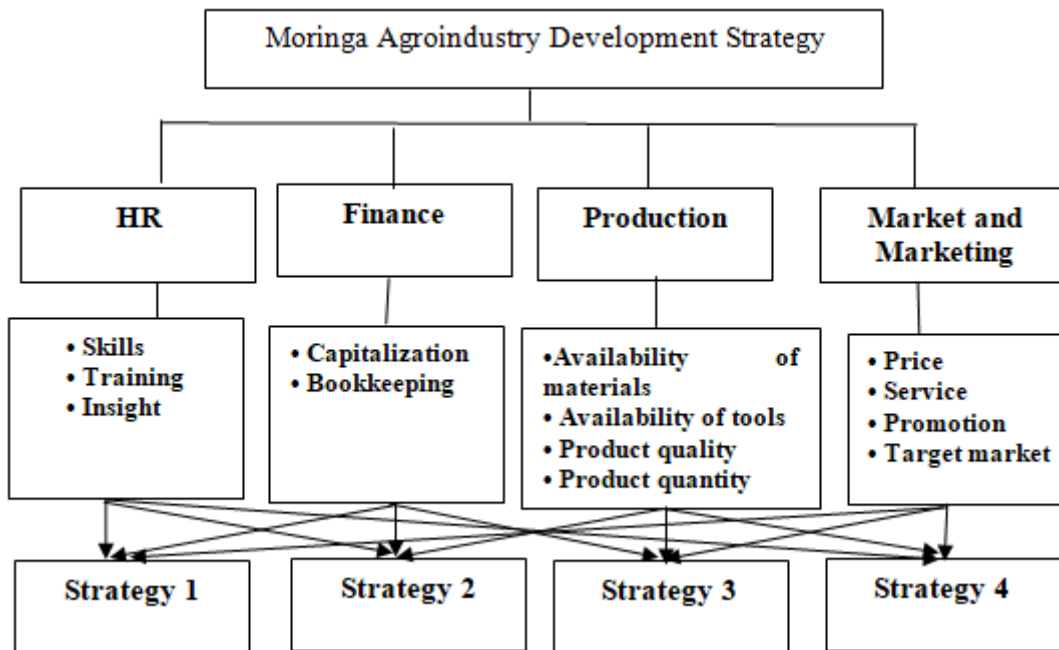 Moringa Agroindustry Development Strategy
HR
Finance
Production
Market and
Marketing
• Skills
• Training
• Insight
• Capitalization
• Bookkeeping
•Availability of
materials
• Availability of tools
• Product quality
• Product quantity
• Price
• Service
• Promotion
• Target market
Strategy 1
Strategy 2
Strategy 3
Strategy 4